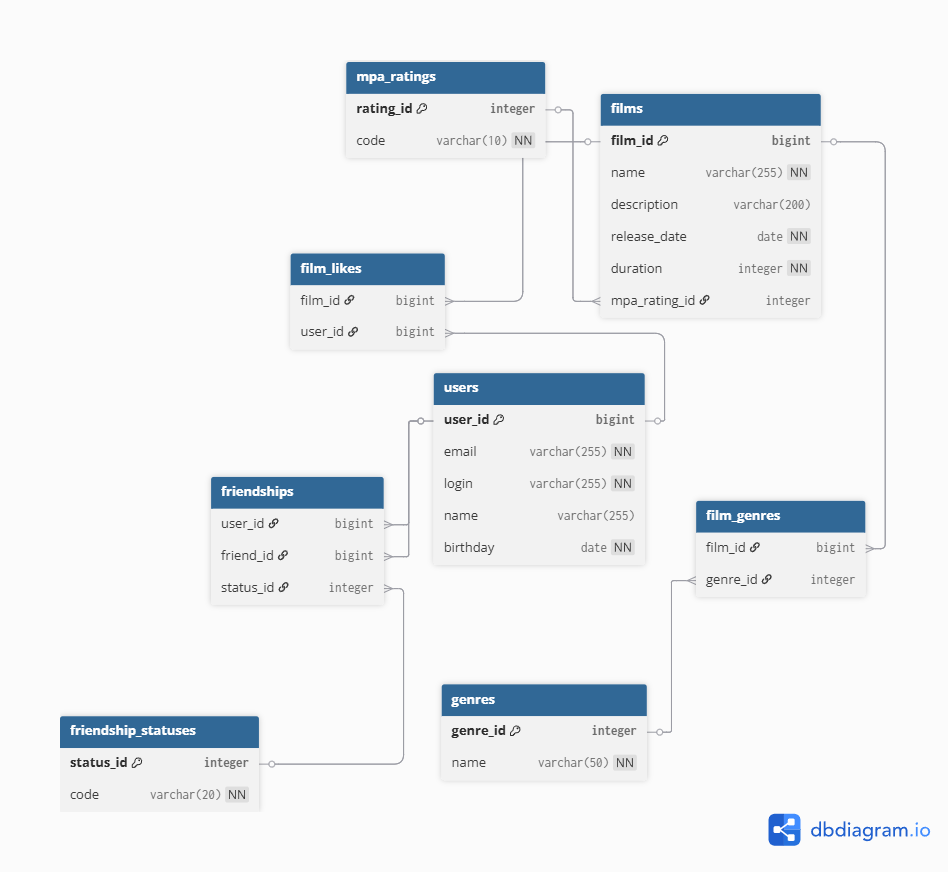 mpa_ratings
rating_id integer
code varchar(10) NN
films
film_id bigint
name varchar(255) NN
description varchar(200)
release_date date NN
duration integer NN
mpa_rating_id integer
film_likes
film_id bigint
user_id bigint
users
user_id bigint
email varchar(255) NN
login varchar(255) NN
name varchar(255)
birthday date NN
friendships
user_id bigint
friend_id bigint
status_id integer
film_genres
film_id bigint
genre_id integer
genres
genre_id integer
name varchar(50) NN
friendship_statuses
status_id integer
code varchar(20) NN
dbdiagram.io